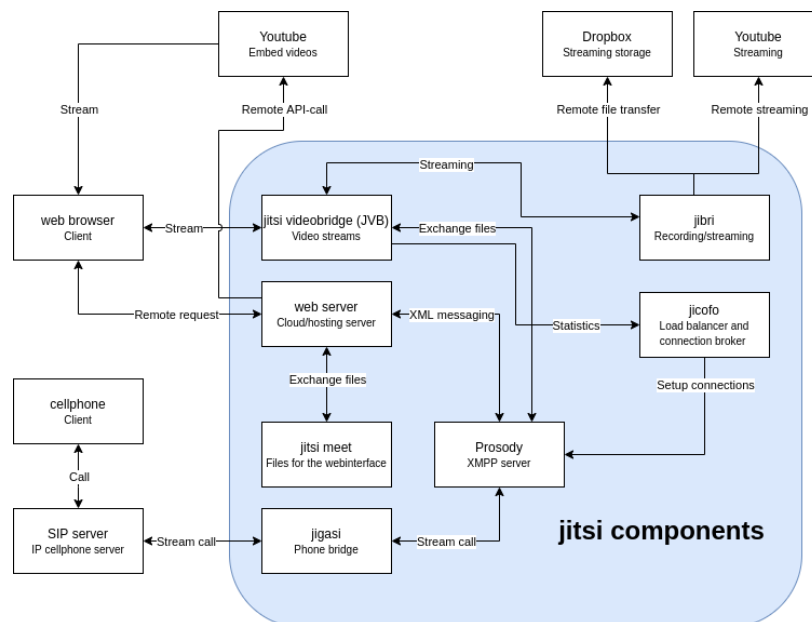 Youtube
Embed videos
Dropbox
Streaming storage
Youtube
Streaming
Stream
Remote API-call
Remote file transfer
Remote streaming
Streaming
web browser
Client
Stream
jitsi videobridge (JVB)
Video streams
Exchange files
jibri
Recording/streaming
Remote request
web server
Cloud/hosting server
XML messaging
Statistics
jicofo
Load balancer and
connection broker
Exchange files
Setup connections
cellphone
Client
jitsi meet
Files for the webinterface
Prosody
XMPP server
Call
SIP server
IP cellphone server
Stream call
jigasi
Phone bridge
Stream call
jitsi components